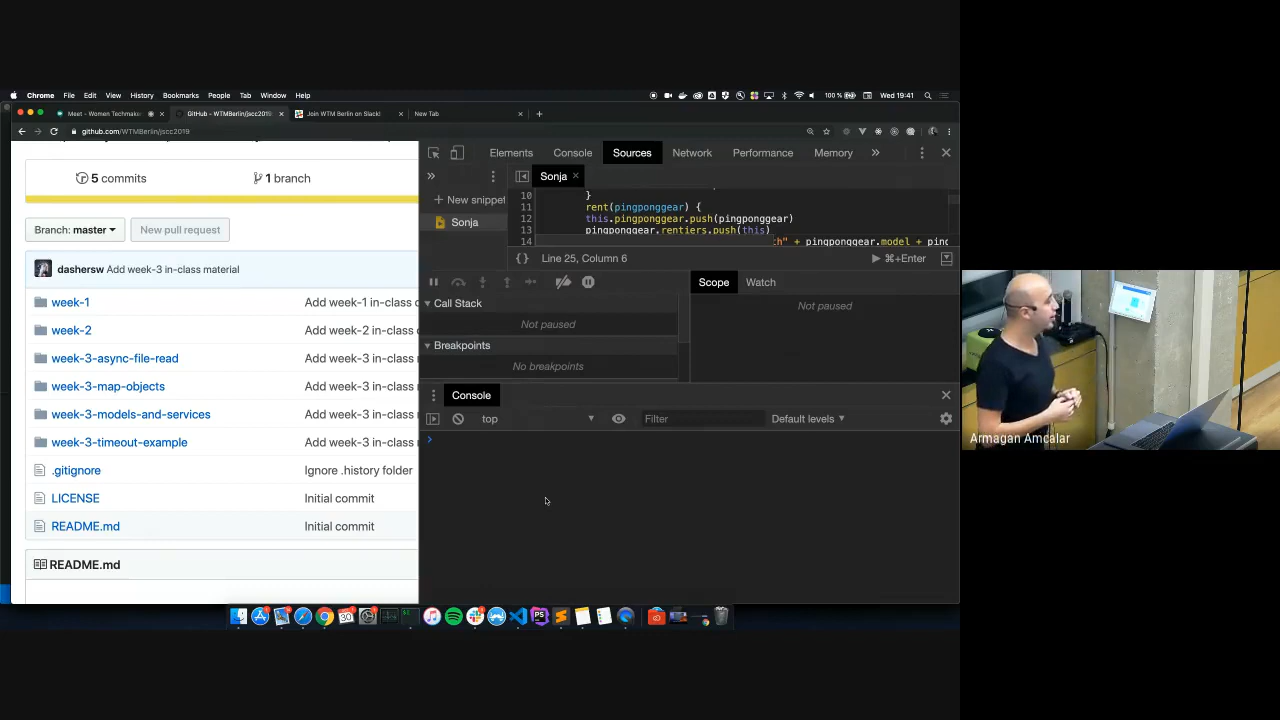 Chrome File Edit View History Bookmarks People Tab Window Help
100 % Wed 19:41
Meet - Women Techmake
GitHub - WTMBerlin/jscc2019
Join WTM Berlin on Slack!
New Tab
github.com/WTMBerlin/jscc2019
5 commits
1 branch
Branch: master
New pull request
dashersw Add week-3 in-class material
week-1 Add week-1 in-class c
week-2 Add week-2 in-class c
week-3-async-file-read Add week-3 in-class
week-3-map-objects Add week-3 in-class
week-3-models-and-services Add week-3 in-class
week-3-timeout-example Add week-3 in-class
.gitignore Ignore .history folder
LICENSE Initial commit
README.md Initial commit
README.md
Elements Console Sources Network Performance Memory »
»
+ New snippet
Sonja
Sonja ×
10 }
11 rent(pingponggear) {
12 this.pingponggear.push(pingponggear)
13 pingponggear.rentiers.push(this)
14 th" + pingponggear.model + ping
{ } Line 25, Column 6
⌘+Enter
Scope Watch
Not paused
Call Stack
Not paused
Breakpoints
No breakpoints
Console
top
Filter
Default levels
Armagan Amcalar